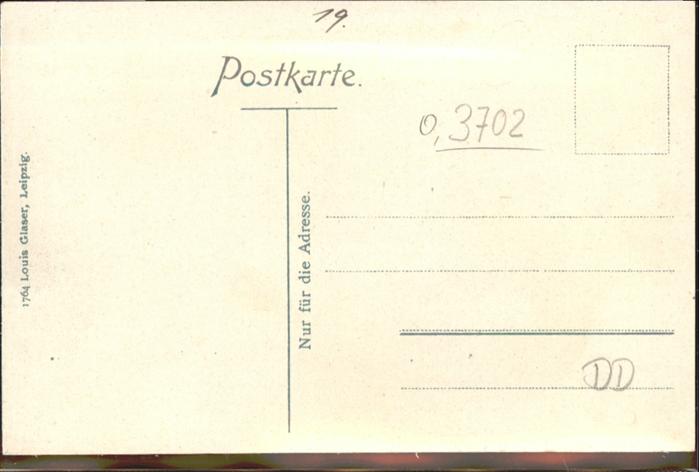 19.
Postkarte.
0,3702
Nur für die Adresse.
1764 Louis Glaser, Leipzig.
DD